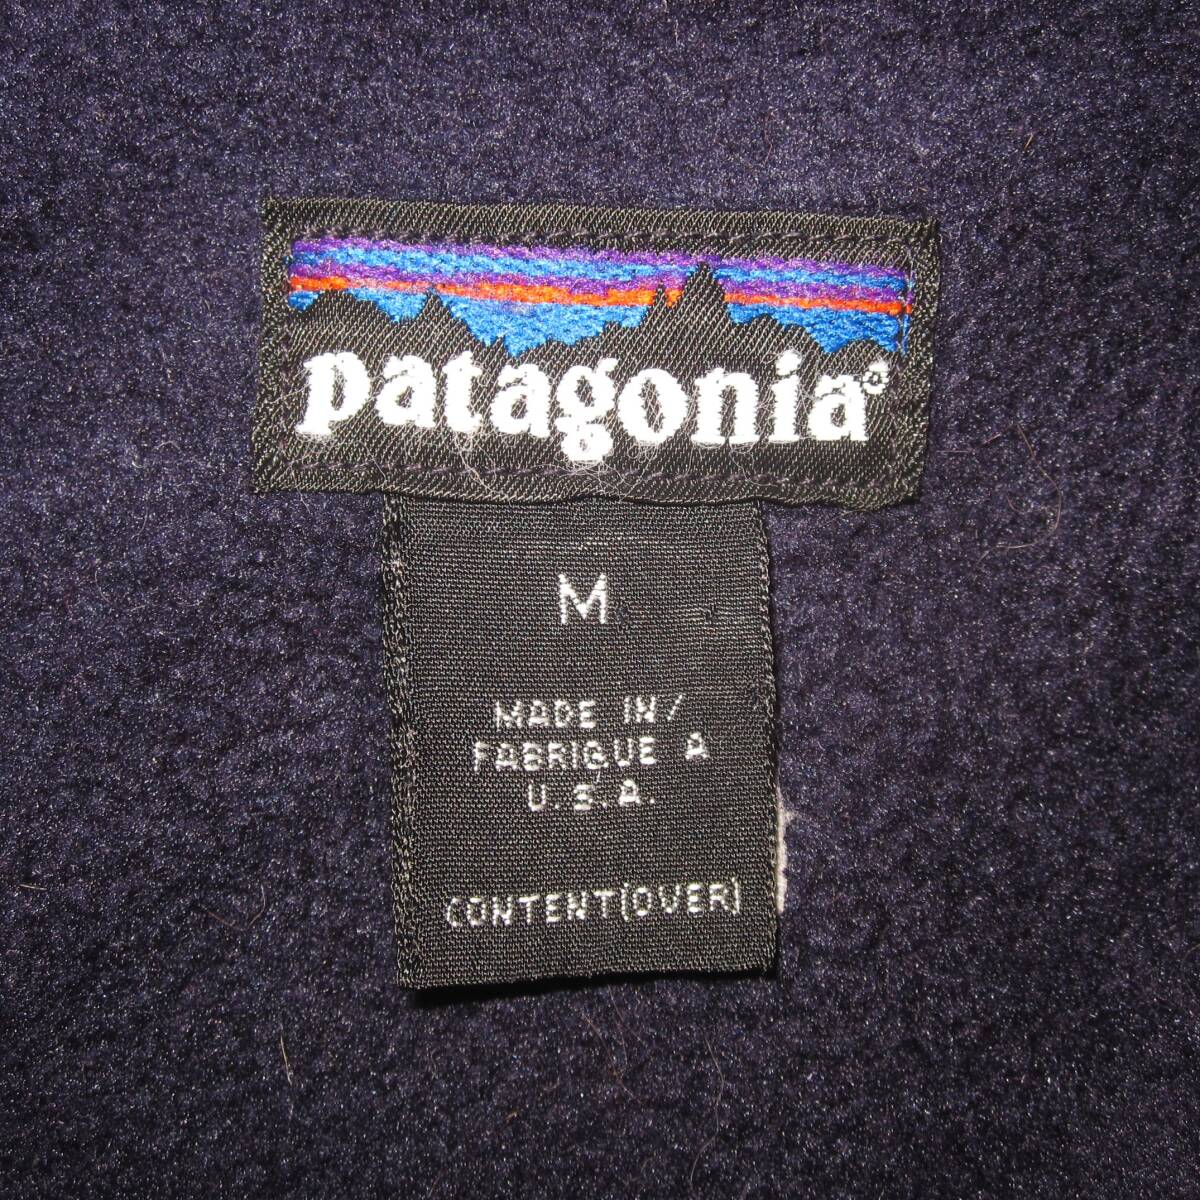 patagonia®
M
MADE IN/
FABRIQUE A
U.S.A.
CONTENT(OVER)